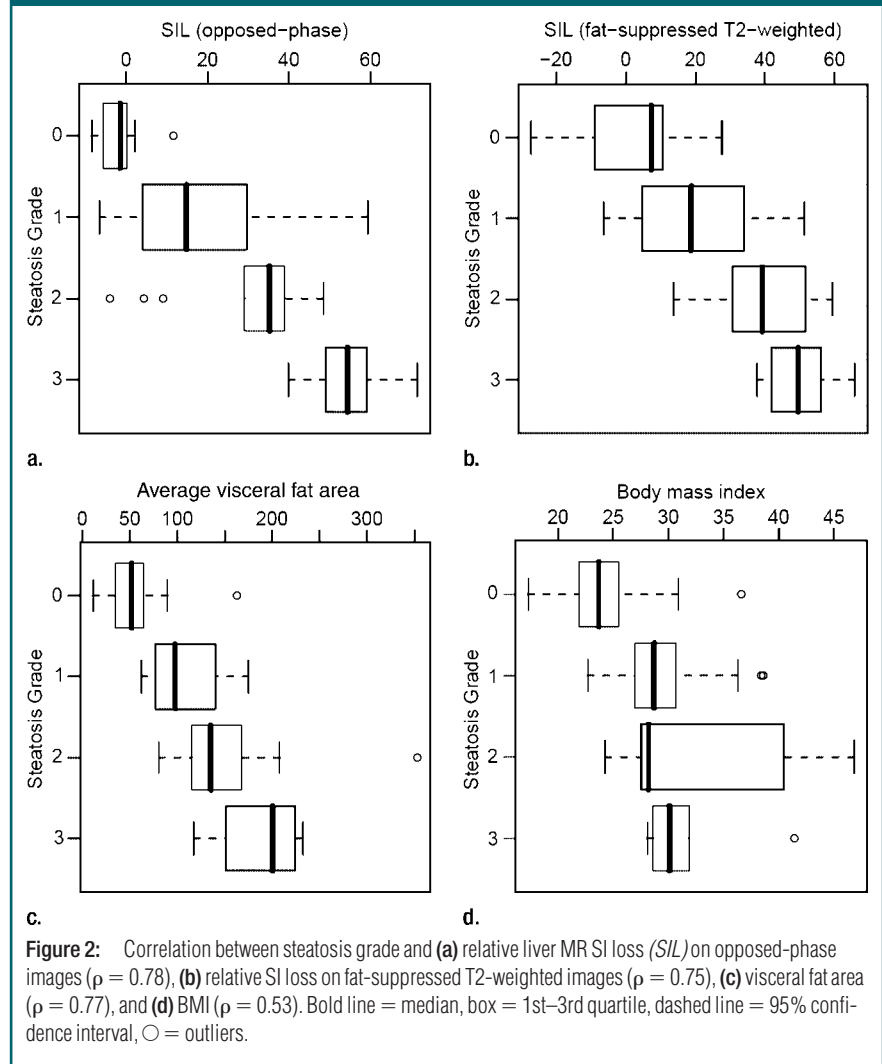 SIL (opposed-phase)
0 20 40 60
Steatosis Grade
0
1
2
3
a.
SIL (fat-suppressed T2-weighted)
-20 0 20 40 60
Steatosis Grade
0
1
2
3
b.
Average visceral fat area
0 50 100 200 300
Steatosis Grade
0
1
2
3
c.
Body mass index
20 25 30 35 40 45
Steatosis Grade
0
1
2
3
d.
Figure 2: Correlation between steatosis grade and (a) relative liver MR SI loss (SIL) on opposed-phase
images (ρ = 0.78), (b) relative SI loss on fat-suppressed T2-weighted images (ρ = 0.75), (c) visceral fat area
(ρ = 0.77), and (d) BMI (ρ = 0.53). Bold line = median, box = 1st–3rd quartile, dashed line = 95% confi-
dence interval, ○ = outliers.